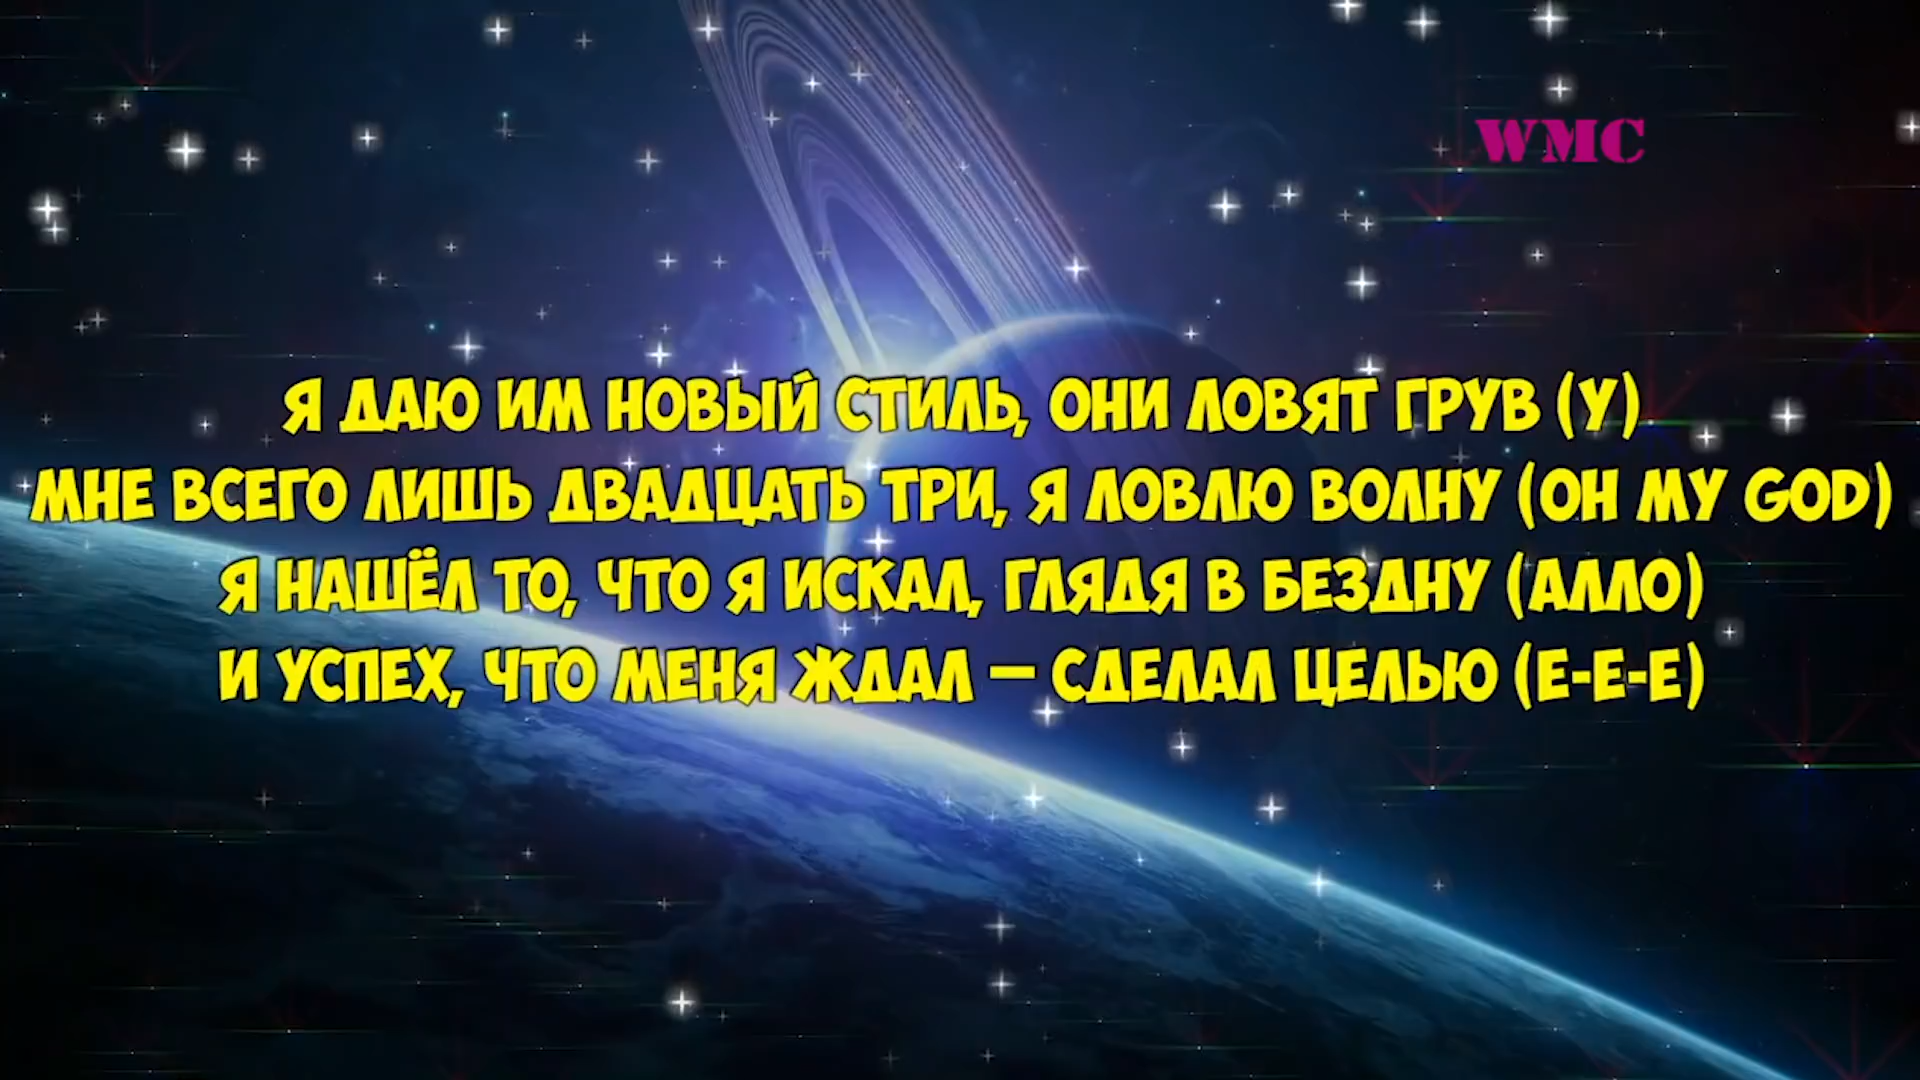 WMC
Я ДАЮ ИМ НОВЫЙ СТИЛЬ, ОНИ ЛОВЯТ ГРУВ (У)
МНЕ ВСЕГО ЛИШЬ ДВАДЦАТЬ ТРИ, Я ЛОВЛЮ ВОЛНУ (OH MY GOD)
Я НАШЁЛ ТО, ЧТО Я ИСКАЛ, ГЛЯДЯ В БЕЗДНУ (АЛЛО)
И УСПЕХ, ЧТО МЕНЯ ЖДАЛ — СДЕЛАЛ ЦЕЛЬЮ (Е-Е-Е)